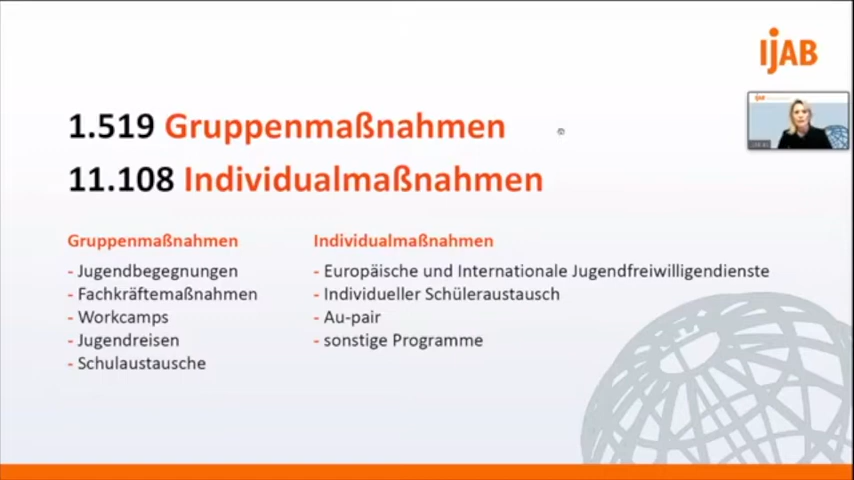 IJAB
1.519 Gruppenmaßnahmen
11.108 Individualmaßnahmen
Gruppenmaßnahmen
- Jugendbegegnungen
- Fachkräftemaßnahmen
- Workcamps
- Jugendreisen
- Schulaustausche
Individualmaßnahmen
- Europäische und Internationale Jugendfreiwilligendienste
- Individueller Schüleraustausch
- Au-pair
- sonstige Programme